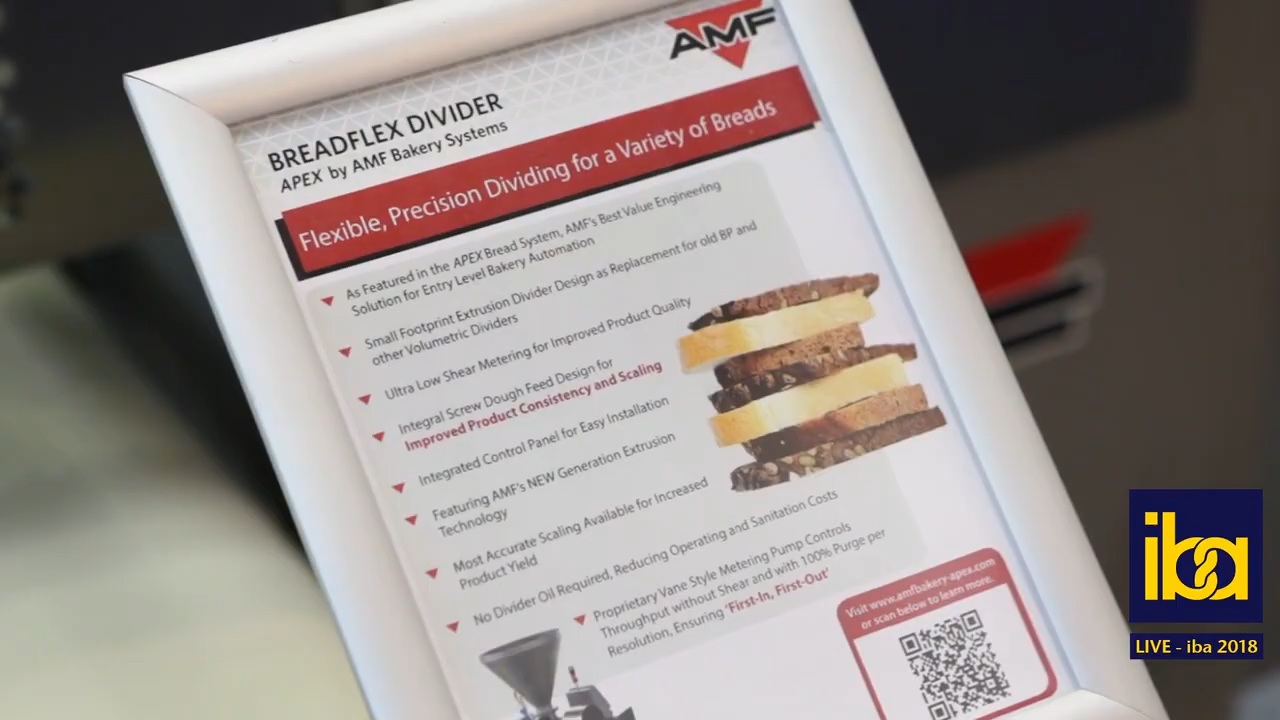 AMF
BREADFLEX DIVIDER
APEX by AMF Bakery Systems
Flexible, Precision Dividing for a Variety of Breads
As Featured in the APEX Bread System, AMF's Best Value Engineering
Solution for Entry Level Bakery Automation
Small Footprint Extrusion Divider Design as Replacement for old BP and
other Volumetric Dividers
Ultra Low Shear Metering for Improved Product Quality
Integral Screw Dough Feed Design for
Improved Product Consistency and Scaling
Integrated Control Panel for Easy Installation
Featuring AMF's NEW Generation Extrusion
Technology
Most Accurate Scaling Available for Increased
Product Yield
No Divider Oil Required, Reducing Operating and Sanitation Costs
Proprietary Vane Style Metering Pump Controls
Throughput without Shear and with 100% Purge per
Resolution, Ensuring 'First-In, First-Out'
Visit www.amfbakery-apex.com
or scan below to learn more.
iba
LIVE - iba 2018